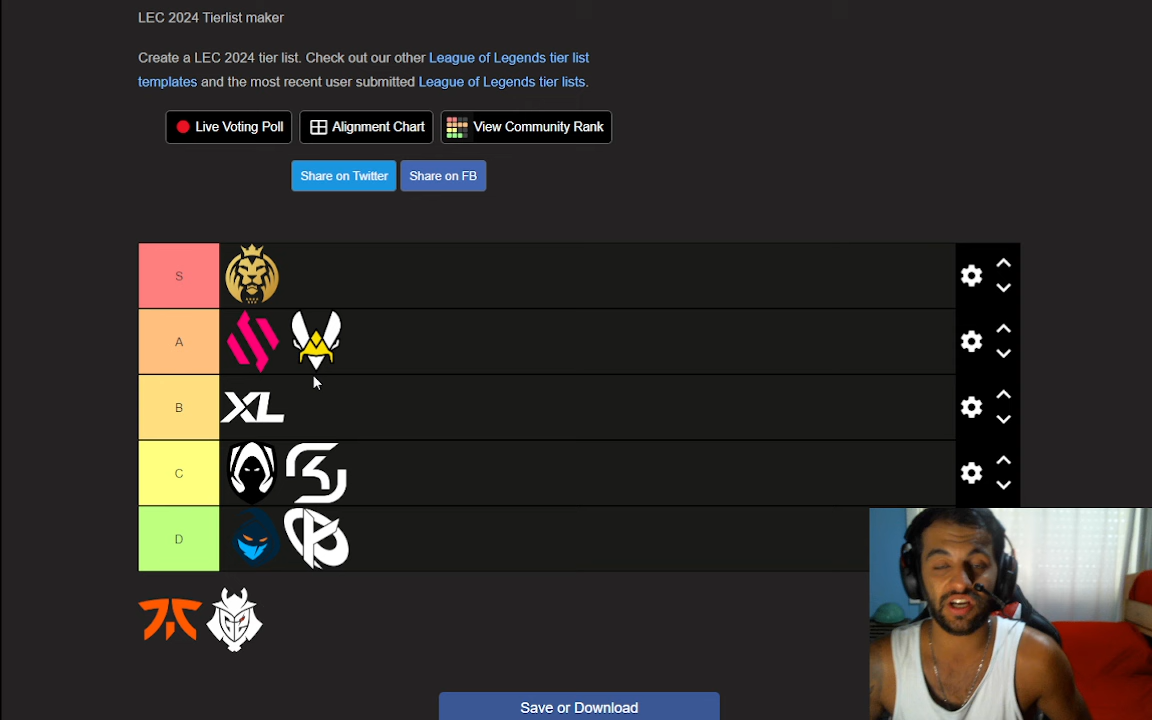 LEC 2024 Tierlist maker
Create a LEC 2024 tier list. Check out our other League of Legends tier list
templates and the most recent user submitted League of Legends tier lists.
Live Voting Poll
Alignment Chart
View Community Rank
Share on Twitter
Share on FB
S
A
B
XL
C
D
G2
Save or Download